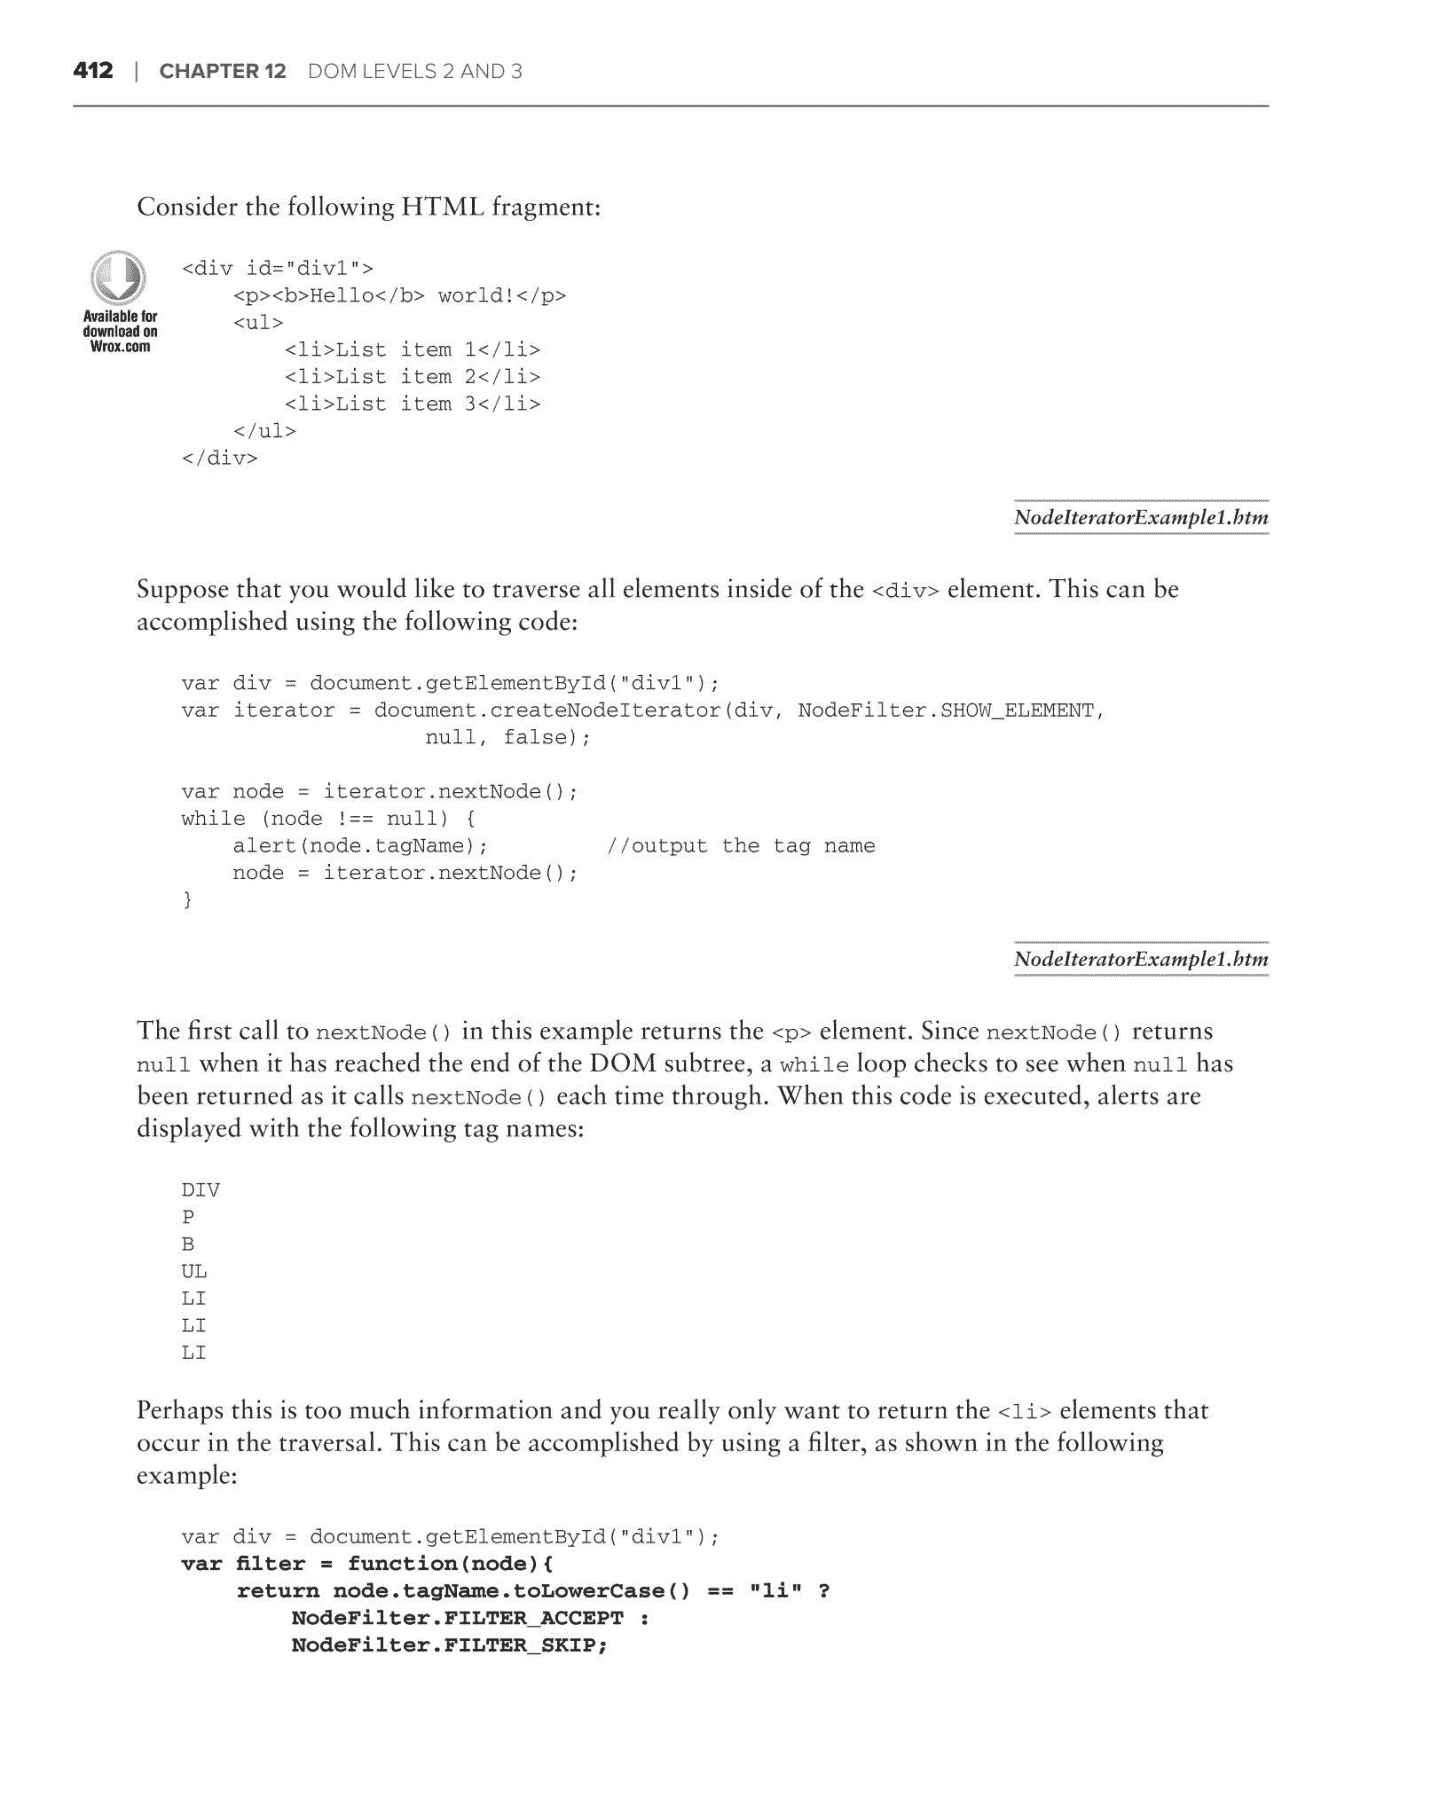 412 | CHAPTER 12 DOM LEVELS 2 AND 3
Consider the following HTML fragment:
<div id="div1">
    <p><b>Hello</b> world!</p>
    <ul>
        <li>List item 1</li>
        <li>List item 2</li>
        <li>List item 3</li>
    </ul>
</div>
Available for
download on
Wrox.com
NodeIteratorExample1.htm
Suppose that you would like to traverse all elements inside of the <div> element. This can be
accomplished using the following code:
var div = document.getElementById("div1");
var iterator = document.createNodeIterator(div, NodeFilter.SHOW_ELEMENT,
                   null, false);
var node = iterator.nextNode();
while (node !== null) {
    alert(node.tagName);         //output the tag name
    node = iterator.nextNode();
}
NodeIteratorExample1.htm
The first call to nextNode() in this example returns the <p> element. Since nextNode() returns
null when it has reached the end of the DOM subtree, a while loop checks to see when null has
been returned as it calls nextNode() each time through. When this code is executed, alerts are
displayed with the following tag names:
DIV
P
B
UL
LI
LI
LI
Perhaps this is too much information and you really only want to return the <li> elements that
occur in the traversal. This can be accomplished by using a filter, as shown in the following
example:
var div = document.getElementById("div1");
var filter = function(node){
    return node.tagName.toLowerCase() == "li" ?
        NodeFilter.FILTER_ACCEPT :
        NodeFilter.FILTER_SKIP;